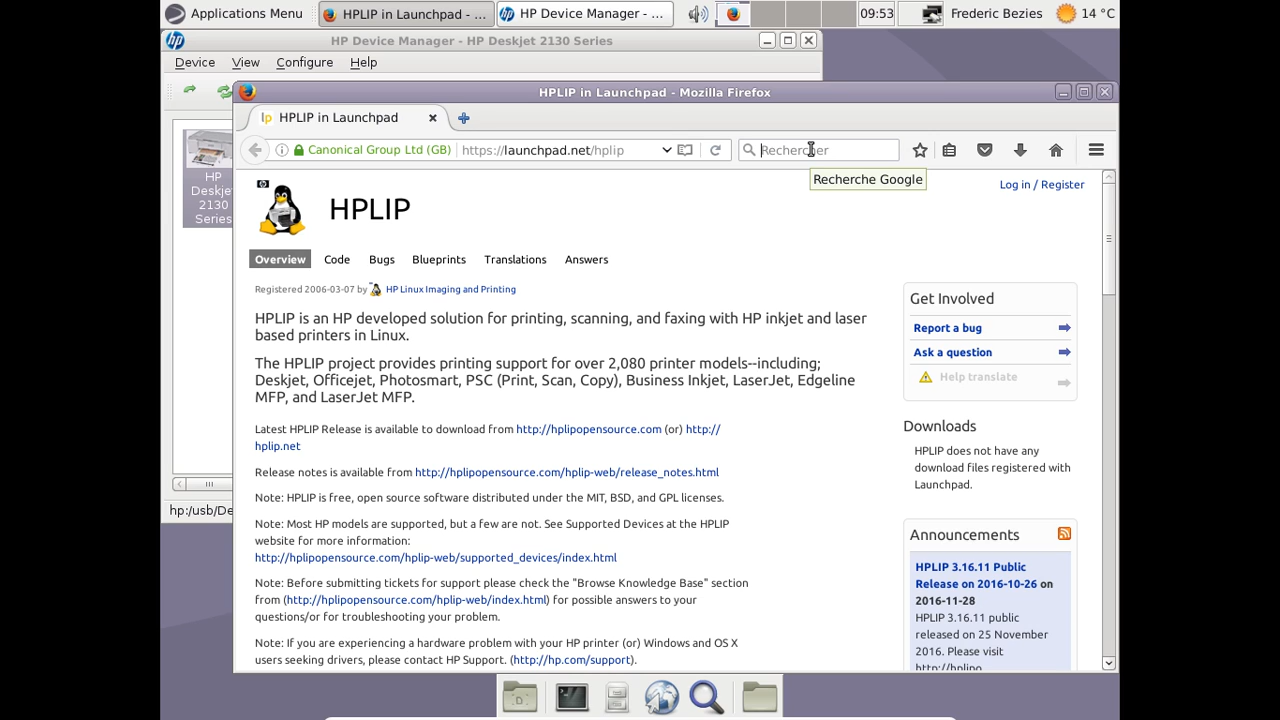 Applications Menu
HPLIP in Launchpad - ...
HP Device Manager - ...
09:53
Frederic Bezies
14 °C
HP Device Manager - HP Deskjet 2130 Series
Device View Configure Help
HP
Deskje
2130
Series
hp:/usb/De
HPLIP in Launchpad - Mozilla Firefox
lp HPLIP in Launchpad
Canonical Group Ltd (GB) https://launchpad.net/hplip
Rechercher
Recherche Google
Log in / Register
HPLIP
Overview Code Bugs Blueprints Translations Answers
Registered 2006-03-07 by HP Linux Imaging and Printing
HPLIP is an HP developed solution for printing, scanning, and faxing with HP inkjet and laser
based printers in Linux.
The HPLIP project provides printing support for over 2,080 printer models--including;
Deskjet, Officejet, Photosmart, PSC (Print, Scan, Copy), Business Inkjet, LaserJet, Edgeline
MFP, and LaserJet MFP.
Latest HPLIP Release is available to download from http://hplipopensource.com (or) http://
hplip.net
Release notes is available from http://hplipopensource.com/hplip-web/release_notes.html
Note: HPLIP is free, open source software distributed under the MIT, BSD, and GPL licenses.
Note: Most HP models are supported, but a few are not. See Supported Devices at the HPLIP
website for more information:
http://hplipopensource.com/hplip-web/supported_devices/index.html
Note: Before submitting tickets for support please check the "Browse Knowledge Base" section
from (http://hplipopensource.com/hplip-web/index.html) for possible answers to your
questions/or for troubleshooting your problem.
Note: If you are experiencing a hardware problem with your HP printer (or) Windows and OS X
users seeking drivers, please contact HP Support. (http://hp.com/support).
Get Involved
Report a bug
Ask a question
Help translate
Downloads
HPLIP does not have any
download files registered with
Launchpad.
Announcements
HPLIP 3.16.11 Public
Release on 2016-10-26 on
2016-11-28
HPLIP 3.16.11 public
released on 25 November
2016. Please visit
http://hplipo